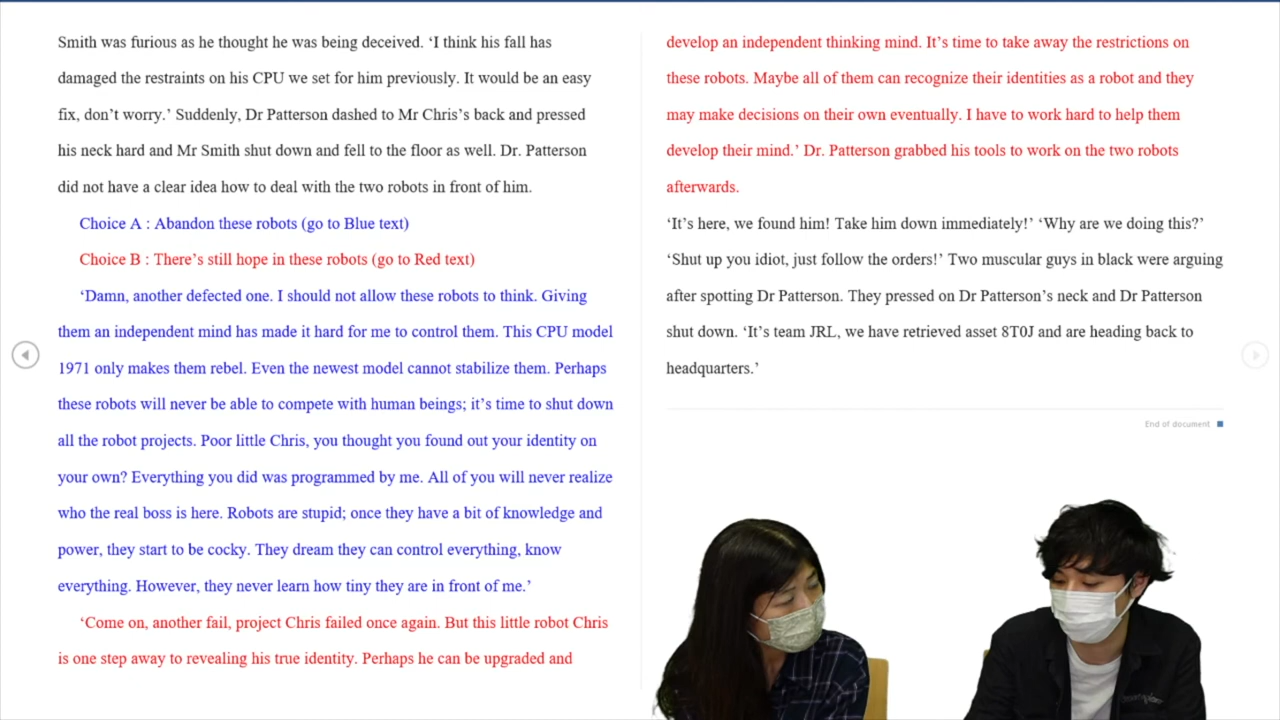 Smith was furious as he thought he was being deceived. ‘I think his fall has
damaged the restraints on his CPU we set for him previously. It would be an easy
fix, don’t worry.’ Suddenly, Dr Patterson dashed to Mr Chris’s back and pressed
his neck hard and Mr Smith shut down and fell to the floor as well. Dr. Patterson
did not have a clear idea how to deal with the two robots in front of him.
Choice A : Abandon these robots (go to Blue text)
Choice B : There’s still hope in these robots (go to Red text)
‘Damn, another defected one. I should not allow these robots to think. Giving
them an independent mind has made it hard for me to control them. This CPU model
1971 only makes them rebel. Even the newest model cannot stabilize them. Perhaps
these robots will never be able to compete with human beings; it’s time to shut down
all the robot projects. Poor little Chris, you thought you found out your identity on
your own? Everything you did was programmed by me. All of you will never realize
who the real boss is here. Robots are stupid; once they have a bit of knowledge and
power, they start to be cocky. They dream they can control everything, know
everything. However, they never learn how tiny they are in front of me.’
‘Come on, another fail, project Chris failed once again. But this little robot Chris
is one step away to revealing his true identity. Perhaps he can be upgraded and
develop an independent thinking mind. It’s time to take away the restrictions on
these robots. Maybe all of them can recognize their identities as a robot and they
may make decisions on their own eventually. I have to work hard to help them
develop their mind.’ Dr. Patterson grabbed his tools to work on the two robots
afterwards.
‘It’s here, we found him! Take him down immediately!’ ‘Why are we doing this?’
‘Shut up you idiot, just follow the orders!’ Two muscular guys in black were arguing
after spotting Dr Patterson. They pressed on Dr Patterson’s neck and Dr Patterson
shut down. ‘It’s team JRL, we have retrieved asset 8T0J and are heading back to
headquarters.’
End of document